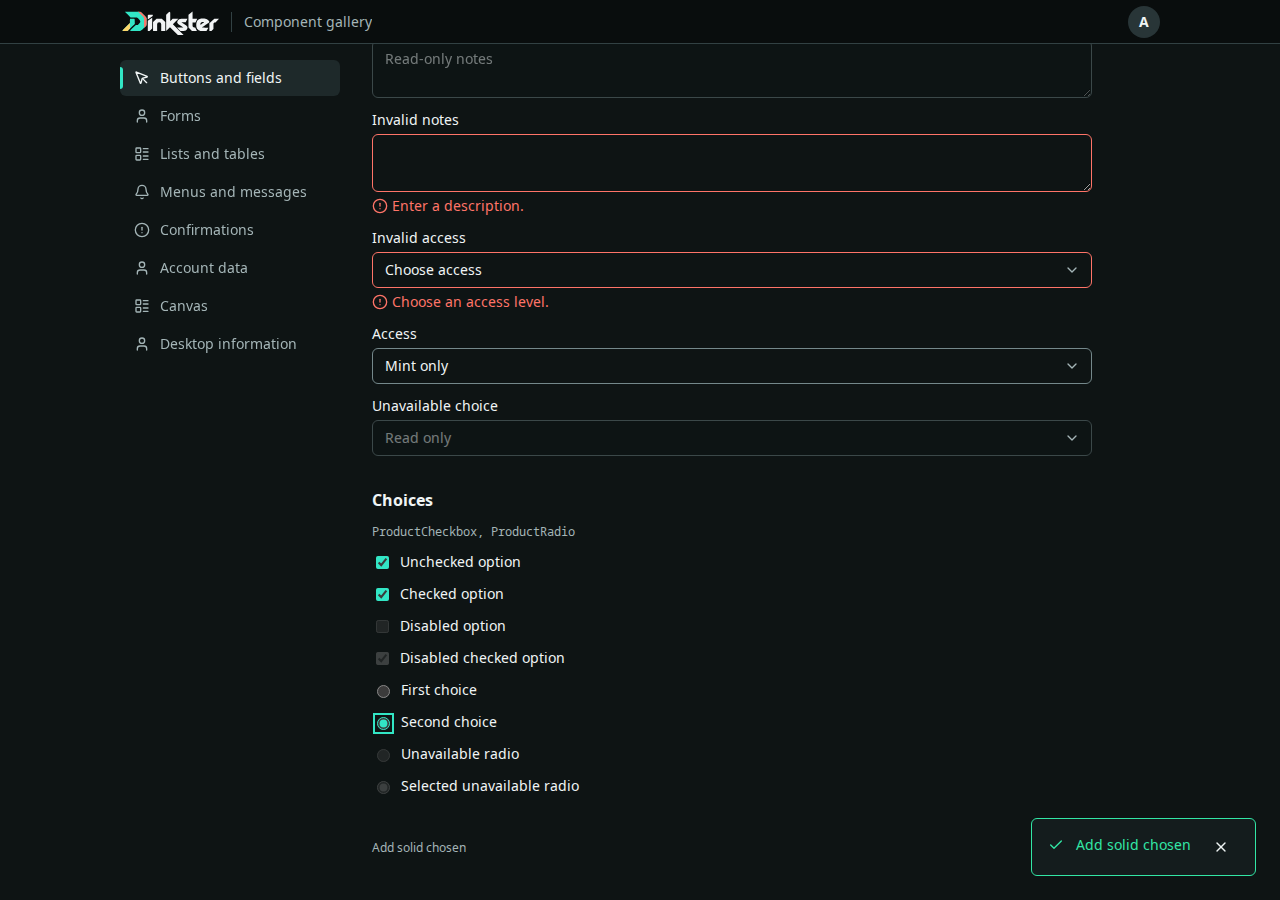 Dinkster
Component gallery
A
Buttons and fields
Forms
Lists and tables
Menus and messages
Confirmations
Account data
Canvas
Desktop information
Read-only notes
Invalid notes
Enter a description.
Invalid access
Choose access
Choose an access level.
Access
Mint only
Unavailable choice
Read only
Choices
ProductCheckbox, ProductRadio
Unchecked option
Checked option
Disabled option
Disabled checked option
First choice
Second choice
Unavailable radio
Selected unavailable radio
Add solid chosen
Add solid chosen